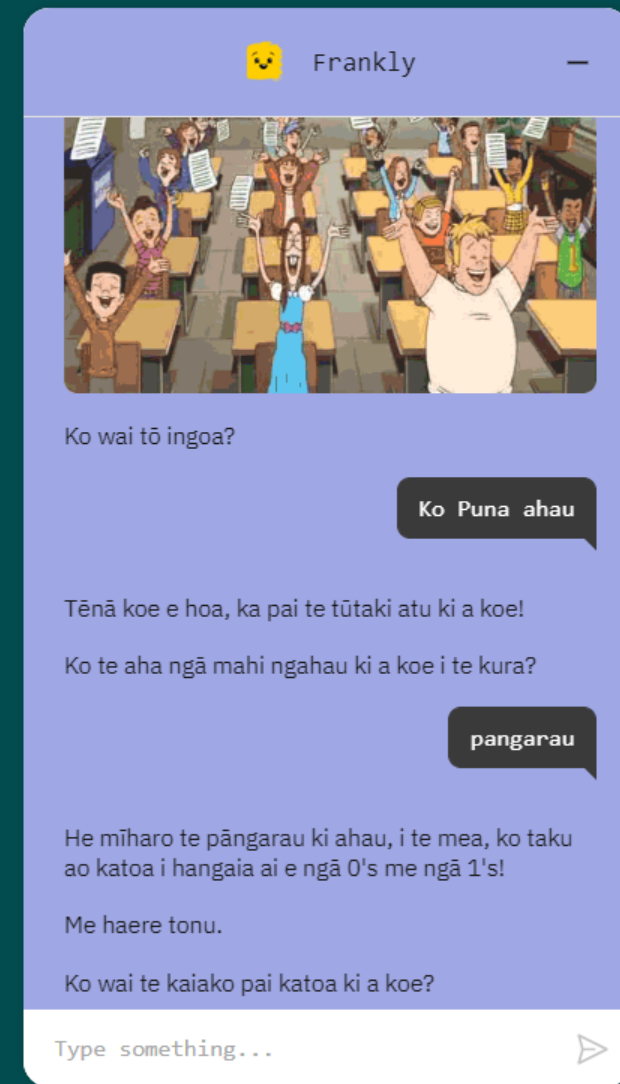 Frankly
Ko wai tō ingoa?
Ko Puna ahau
Tēnā koe e hoa, ka pai te tūtaki atu ki a koe!
Ko te aha ngā mahi ngahau ki a koe i te kura?
pangarau
He mīharo te pāngarau ki ahau, i te mea, ko taku
ao katoa i hangaia ai e ngā 0's me ngā 1's!
Me haere tonu.
Ko wai te kaiako pai katoa ki a koe?
Type something...